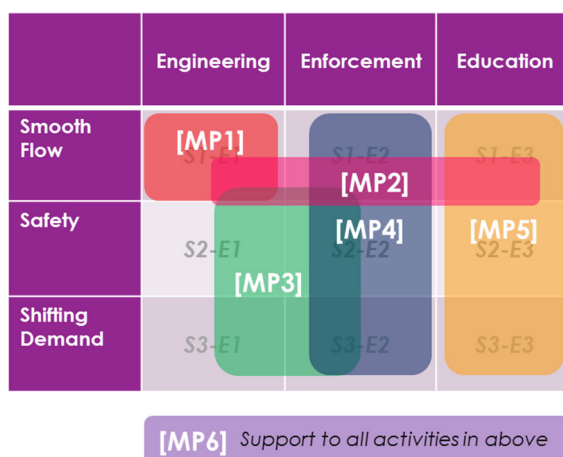 Engineering Enforcement Education
Smooth
Flow
S1-E1 S1-E2 S1-E3
[MP1]
[MP2]
Safety
S2-E1 S2-E2 S2-E3
[MP4] [MP5]
[MP3]
Shifting
Demand
S3-E1 S3-E2 S3-E3
[MP6] Support to all activities in above